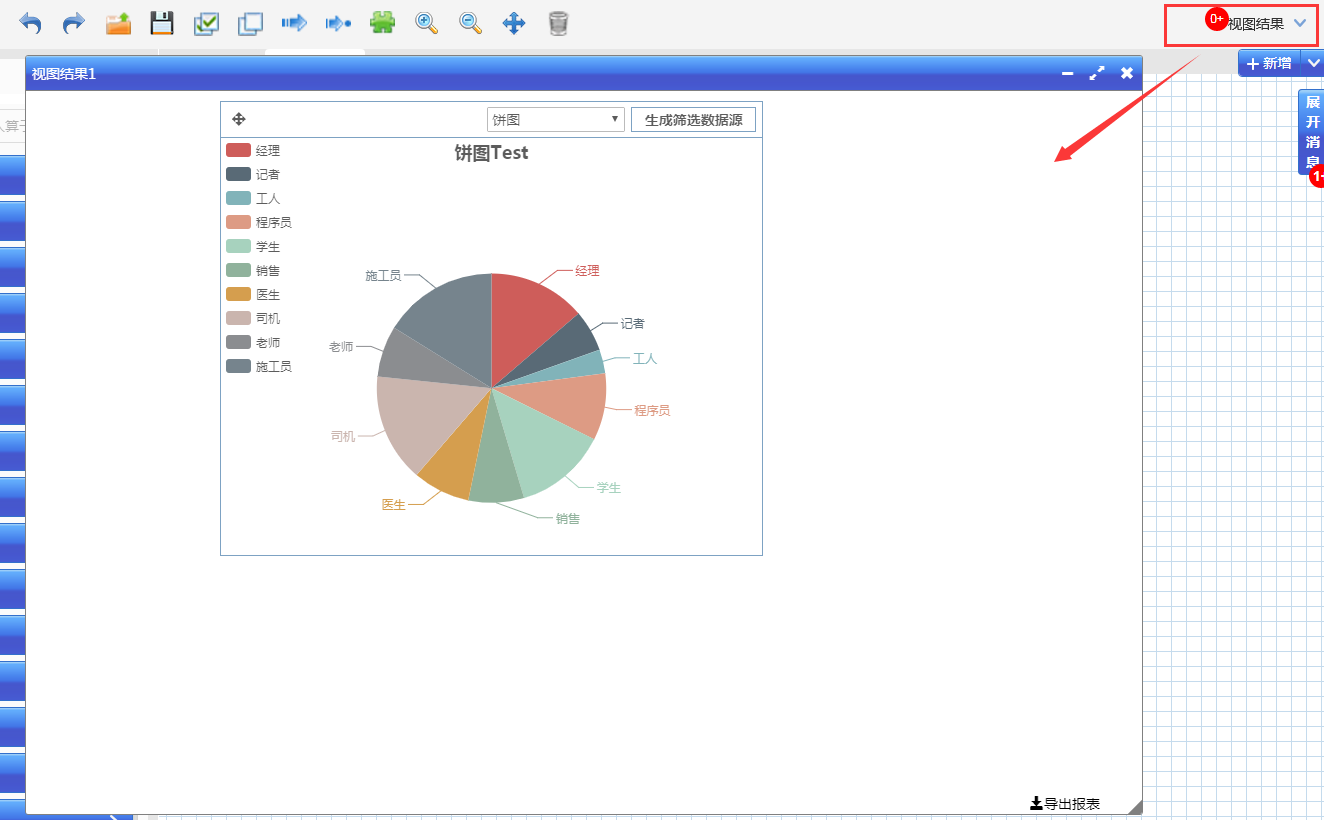 0+
视图结果
新增
视图结果1
展开消息
1+
人算子
饼图
生成筛选数据源
饼图Test
经理
记者
工人
程序员
学生
销售
医生
司机
老师
施工员
施工员
经理
记者
老师
工人
程序员
司机
学生
医生
销售
导出报表